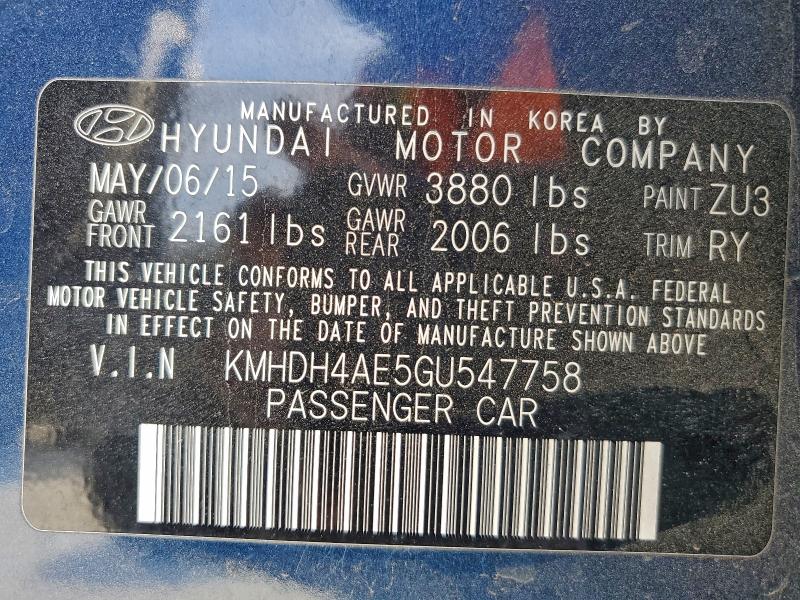 MANUFACTURED IN KOREA BY
HYUNDAI MOTOR COMPANY
MAY/06/15 GVWR 3880 lbs PAINT ZU3
GAWR FRONT 2161 lbs GAWR REAR 2006 lbs TRIM RY
THIS VEHICLE CONFORMS TO ALL APPLICABLE U.S.A. FEDERAL
MOTOR VEHICLE SAFETY, BUMPER, AND THEFT PREVENTION STANDARDS
IN EFFECT ON THE DATE OF MANUFACTURE SHOWN ABOVE
V.I.N KMHDH4AE5GU547758
PASSENGER CAR